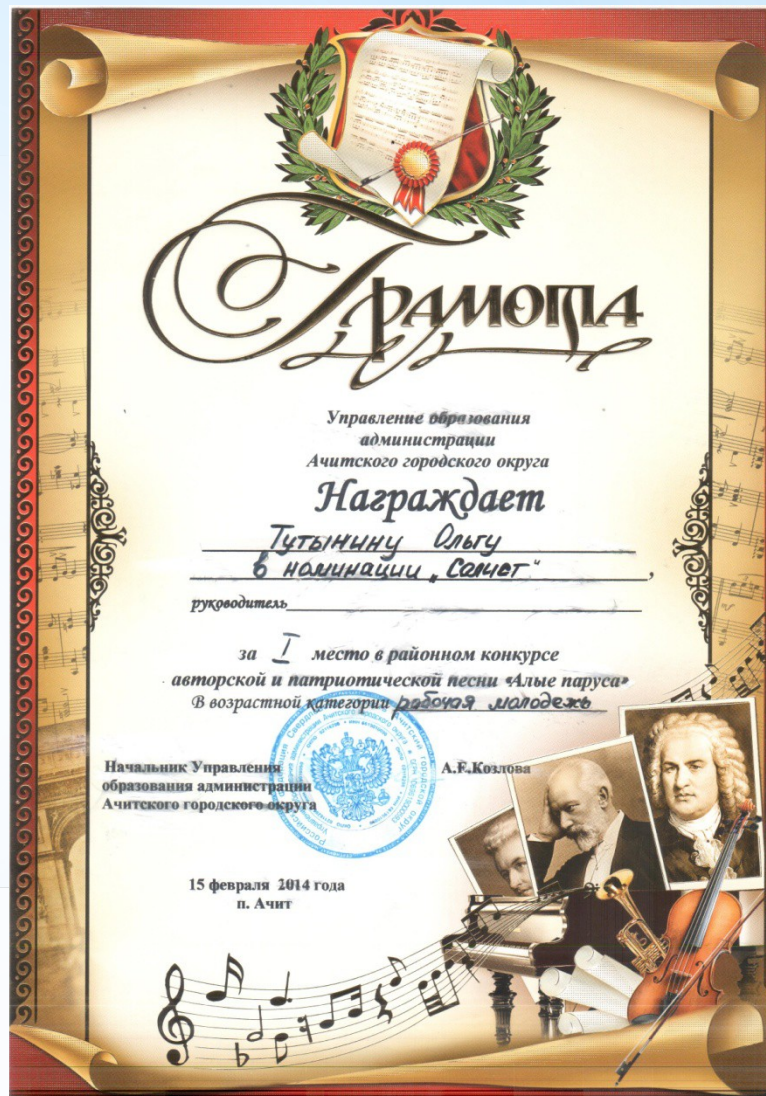 Грамота
Управление образования
администрации
Ачитского городского округа
Награждает
Тутынину Ольгу
в номинации „Солист"
руководитель
за I место в районном конкурсе
авторской и патриотической песни «Алые паруса»
В возрастной категории рабочая молодежь
Начальник Управления А.Е.Козлова
образования администрации
Ачитского городского округа
15 февраля 2014 года
п. Ачит